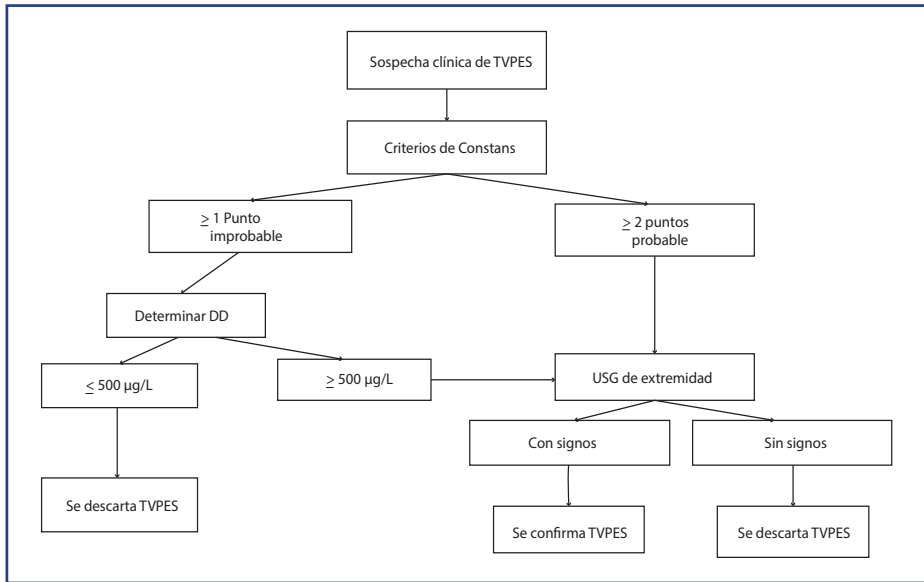 Sospecha clínica de TVPES
Criterios de Constans
≥ 1 Punto
improbable
≥ 2 puntos
probable
Determinar DD
≤ 500 µg/L
≥ 500 µg/L
USG de extremidad
Con signos
Sin signos
Se descarta TVPES
Se confirma TVPES
Se descarta TVPES